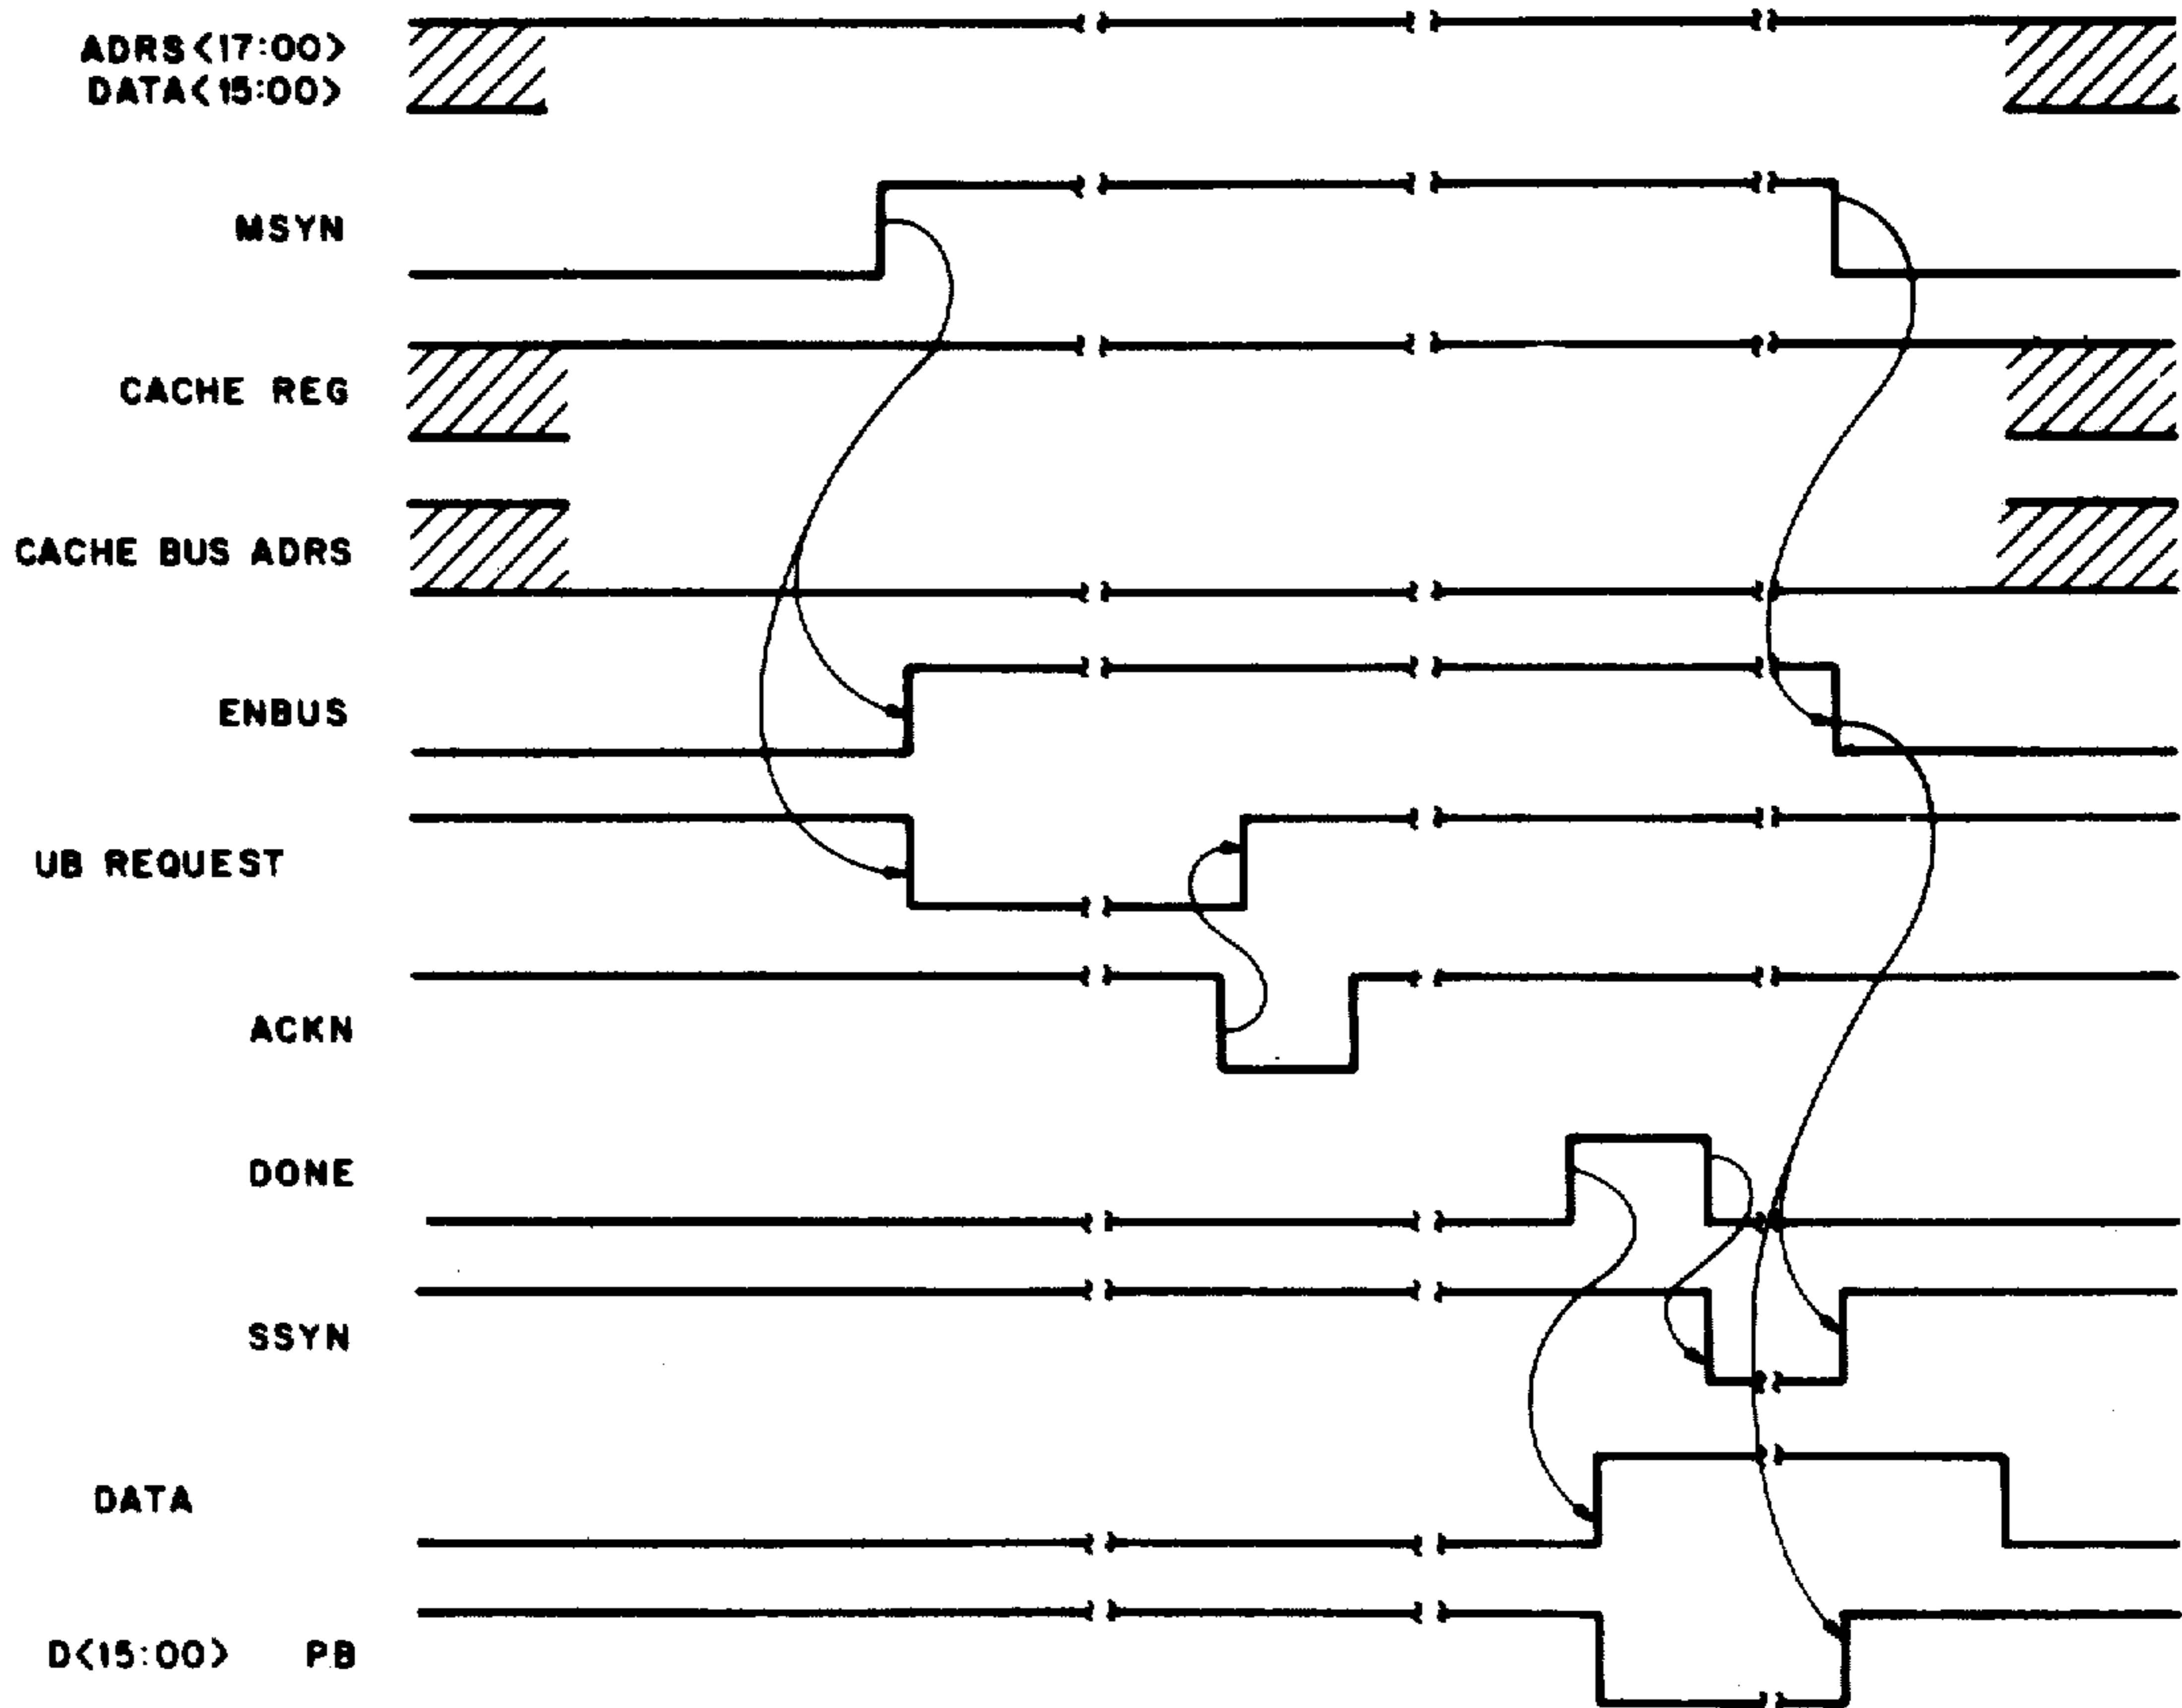 ADRS<17:00>
DATA<15:00>
MSYN
CACHE REG
CACHE BUS ADRS
ENBUS
UB REQUEST
ACKN
DONE
SSYN
DATA
D<15:00> PB